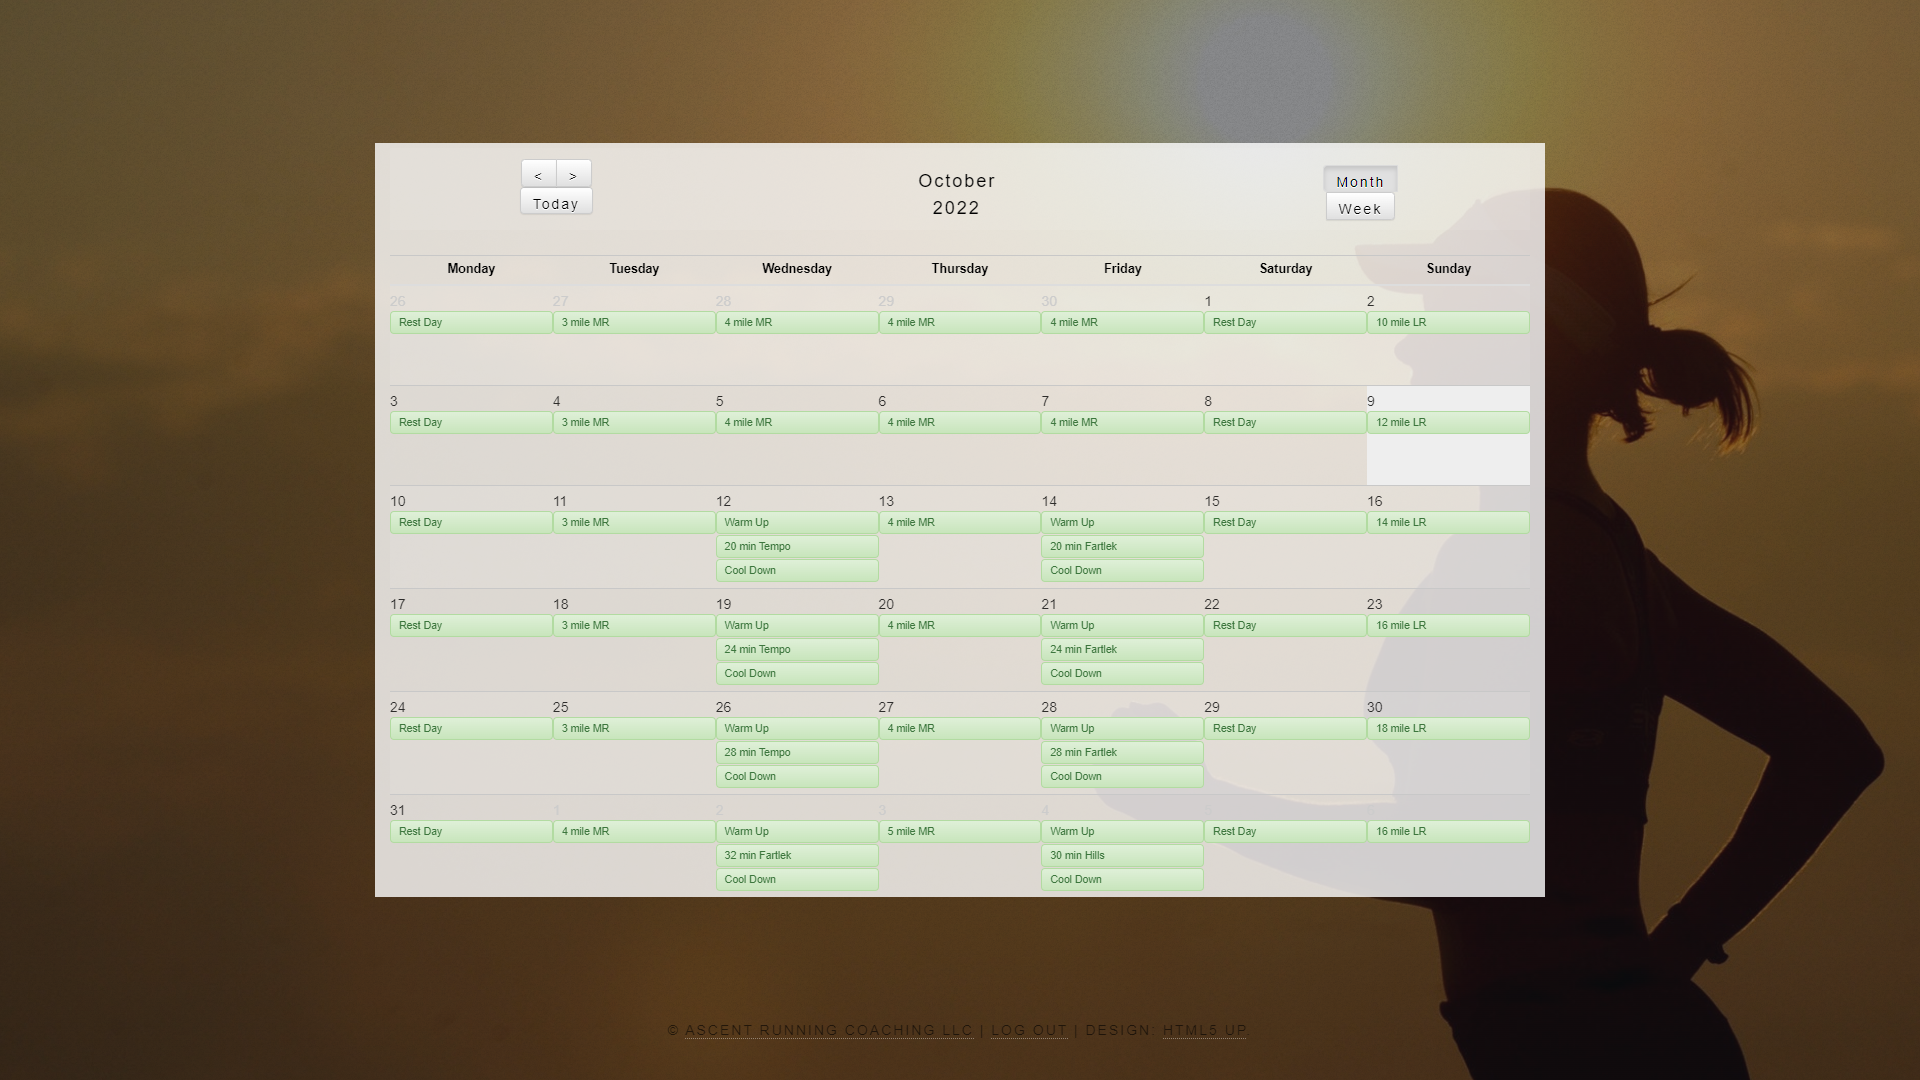 < >
Today
October
2022
Month
Week
Monday Tuesday Wednesday Thursday Friday Saturday Sunday
26 27 28 29 30 1 2
Rest Day 3 mile MR 4 mile MR 4 mile MR 4 mile MR Rest Day 10 mile LR
3 4 5 6 7 8 9
Rest Day 3 mile MR 4 mile MR 4 mile MR 4 mile MR Rest Day 12 mile LR
10 11 12 13 14 15 16
Rest Day 3 mile MR Warm Up 4 mile MR Warm Up Rest Day 14 mile LR
20 min Tempo 20 min Fartlek
Cool Down Cool Down
17 18 19 20 21 22 23
Rest Day 3 mile MR Warm Up 4 mile MR Warm Up Rest Day 16 mile LR
24 min Tempo 24 min Fartlek
Cool Down Cool Down
24 25 26 27 28 29 30
Rest Day 3 mile MR Warm Up 4 mile MR Warm Up Rest Day 18 mile LR
28 min Tempo 28 min Fartlek
Cool Down Cool Down
31 1 2 3 4
Rest Day 4 mile MR Warm Up 5 mile MR Warm Up Rest Day 16 mile LR
32 min Fartlek 30 min Hills
Cool Down Cool Down
© ASCENT RUNNING COACHING LLC | LOG OUT | DESIGN: HTML5 UP.